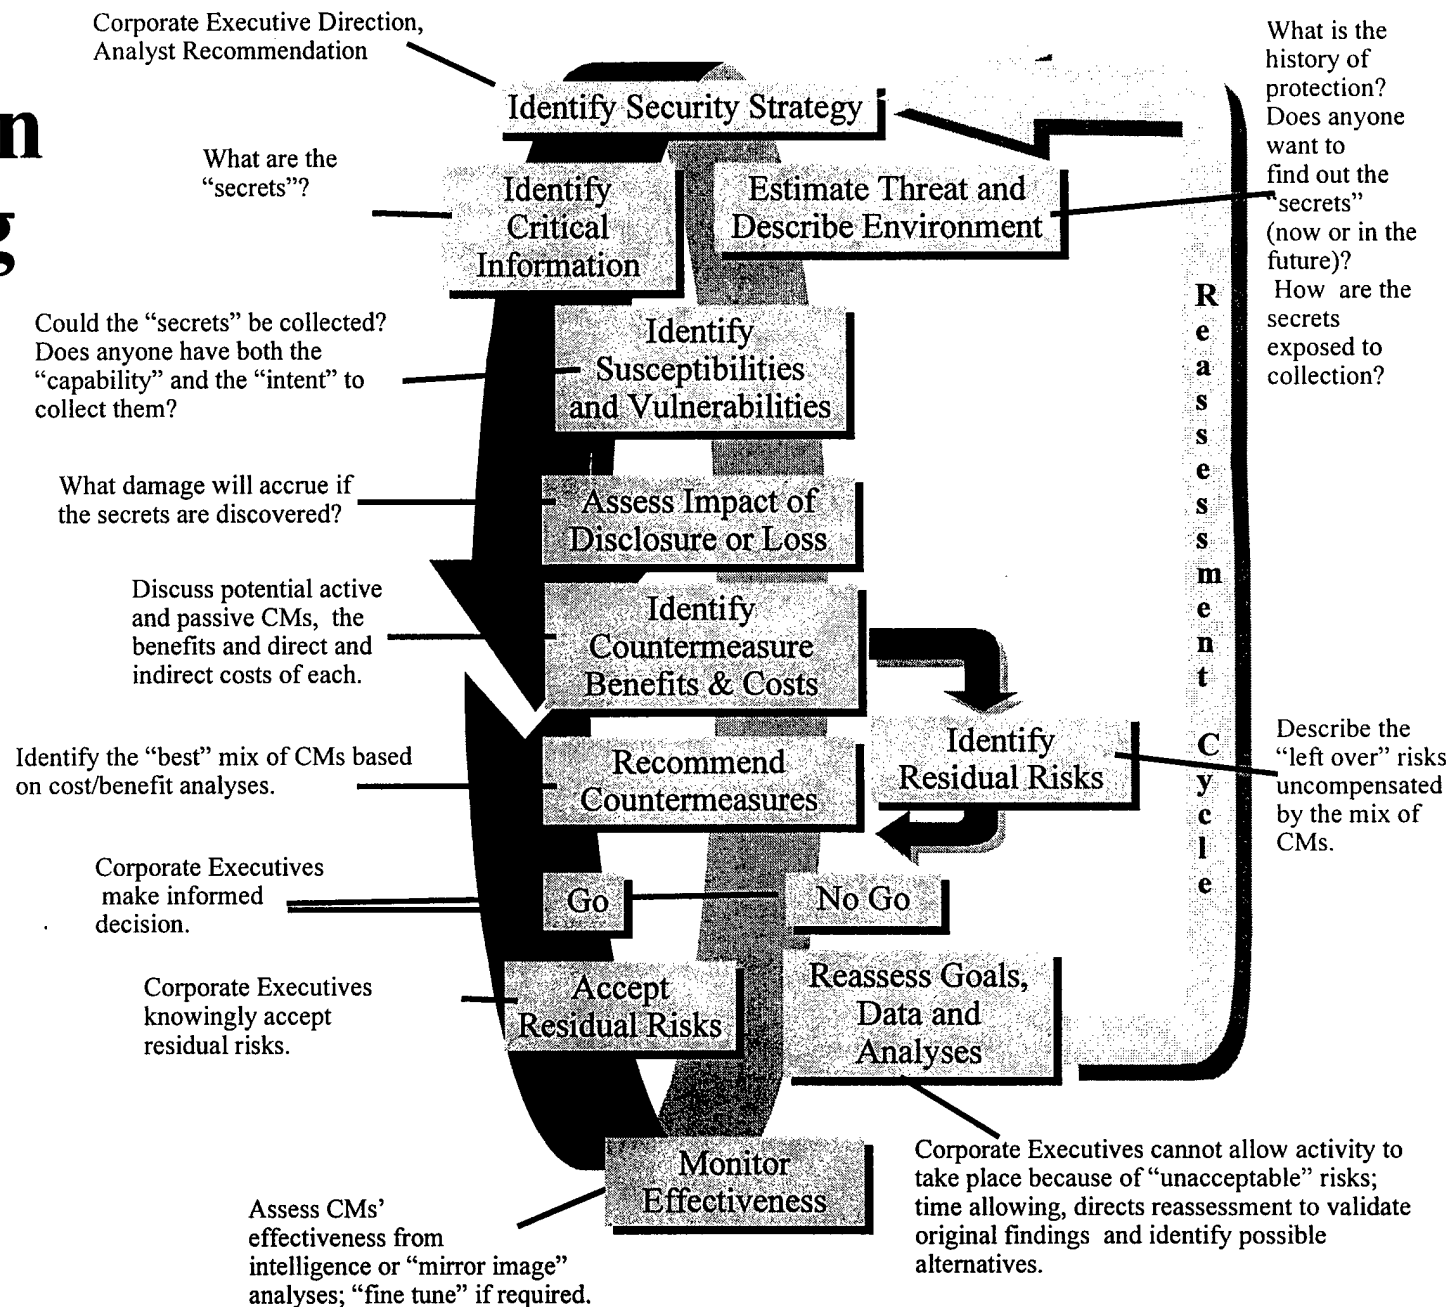 Corporate Executive Direction,
Analyst Recommendation
n
g
Identify Security Strategy
What is the
history of
protection?
Does anyone
want to
find out the
“secrets”
(now or in the
future)?
How are the
secrets
exposed to
collection?
What are the
“secrets”?
Identify
Critical
Information
Estimate Threat and
Describe Environment
Could the “secrets” be collected?
Does anyone have both the
“capability” and the “intent” to
collect them?
Identify
Susceptibilities
and Vulnerabilities
What damage will accrue if
the secrets are discovered?
Assess Impact of
Disclosure or Loss
Discuss potential active
and passive CMs, the
benefits and direct and
indirect costs of each.
Identify
Countermeasure
Benefits & Costs
Identify the “best” mix of CMs based
on cost/benefit analyses.
Recommend
Countermeasures
Identify
Residual Risks
Describe the
“left over” risks
uncompensated
by the mix of
CMs.
Reassessment Cycle
Corporate Executives
make informed
decision.
Go
No Go
Corporate Executives
knowingly accept
residual risks.
Accept
Residual Risks
Reassess Goals,
Data and
Analyses
Monitor
Effectiveness
Assess CMs’
effectiveness from
intelligence or “mirror image”
analyses; “fine tune” if required.
Corporate Executives cannot allow activity to
take place because of “unacceptable” risks;
time allowing, directs reassessment to validate
original findings and identify possible
alternatives.